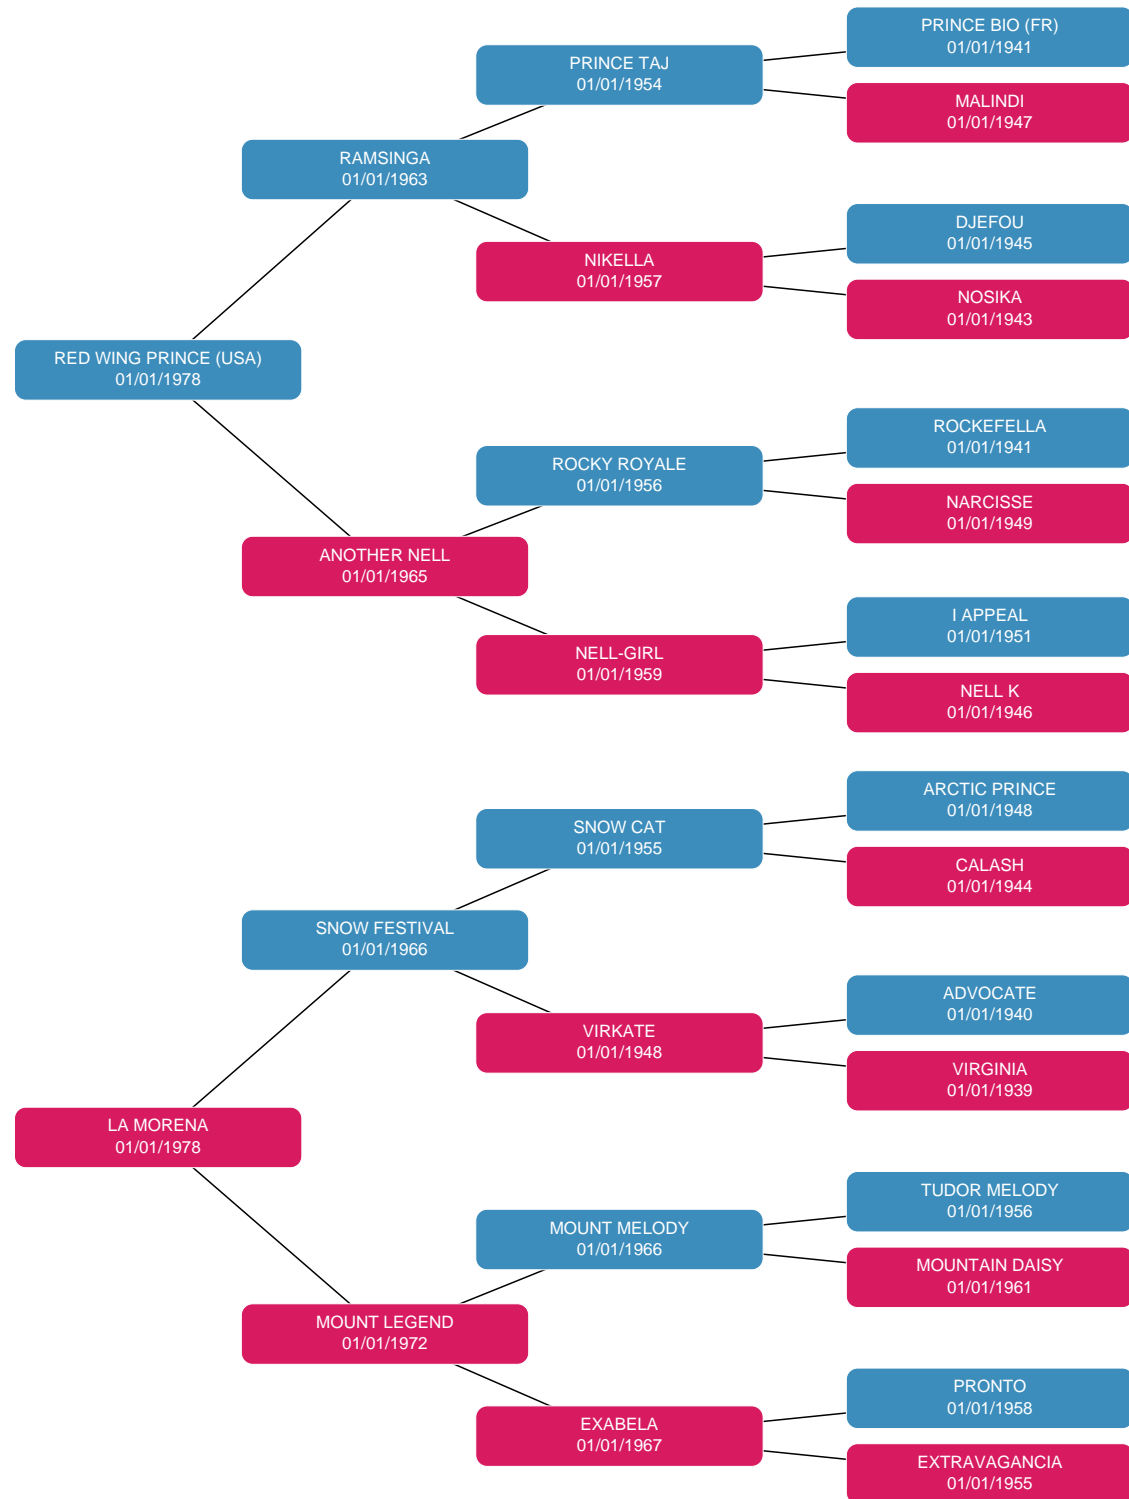 PRINCE BIO (FR)
01/01/1941
PRINCE TAJ
01/01/1954
MALINDI
01/01/1947
RAMSINGA
01/01/1963
DJEFOU
01/01/1945
NIKELLA
01/01/1957
NOSIKA
01/01/1943
RED WING PRINCE (USA)
01/01/1978
ROCKEFELLA
01/01/1941
ROCKY ROYALE
01/01/1956
NARCISSE
01/01/1949
ANOTHER NELL
01/01/1965
I APPEAL
01/01/1951
NELL-GIRL
01/01/1959
NELL K
01/01/1946
ARCTIC PRINCE
01/01/1948
SNOW CAT
01/01/1955
CALASH
01/01/1944
SNOW FESTIVAL
01/01/1966
ADVOCATE
01/01/1940
VIRKATE
01/01/1948
VIRGINIA
01/01/1939
LA MORENA
01/01/1978
TUDOR MELODY
01/01/1956
MOUNT MELODY
01/01/1966
MOUNTAIN DAISY
01/01/1961
MOUNT LEGEND
01/01/1972
PRONTO
01/01/1958
EXABELA
01/01/1967
EXTRAVAGANCIA
01/01/1955